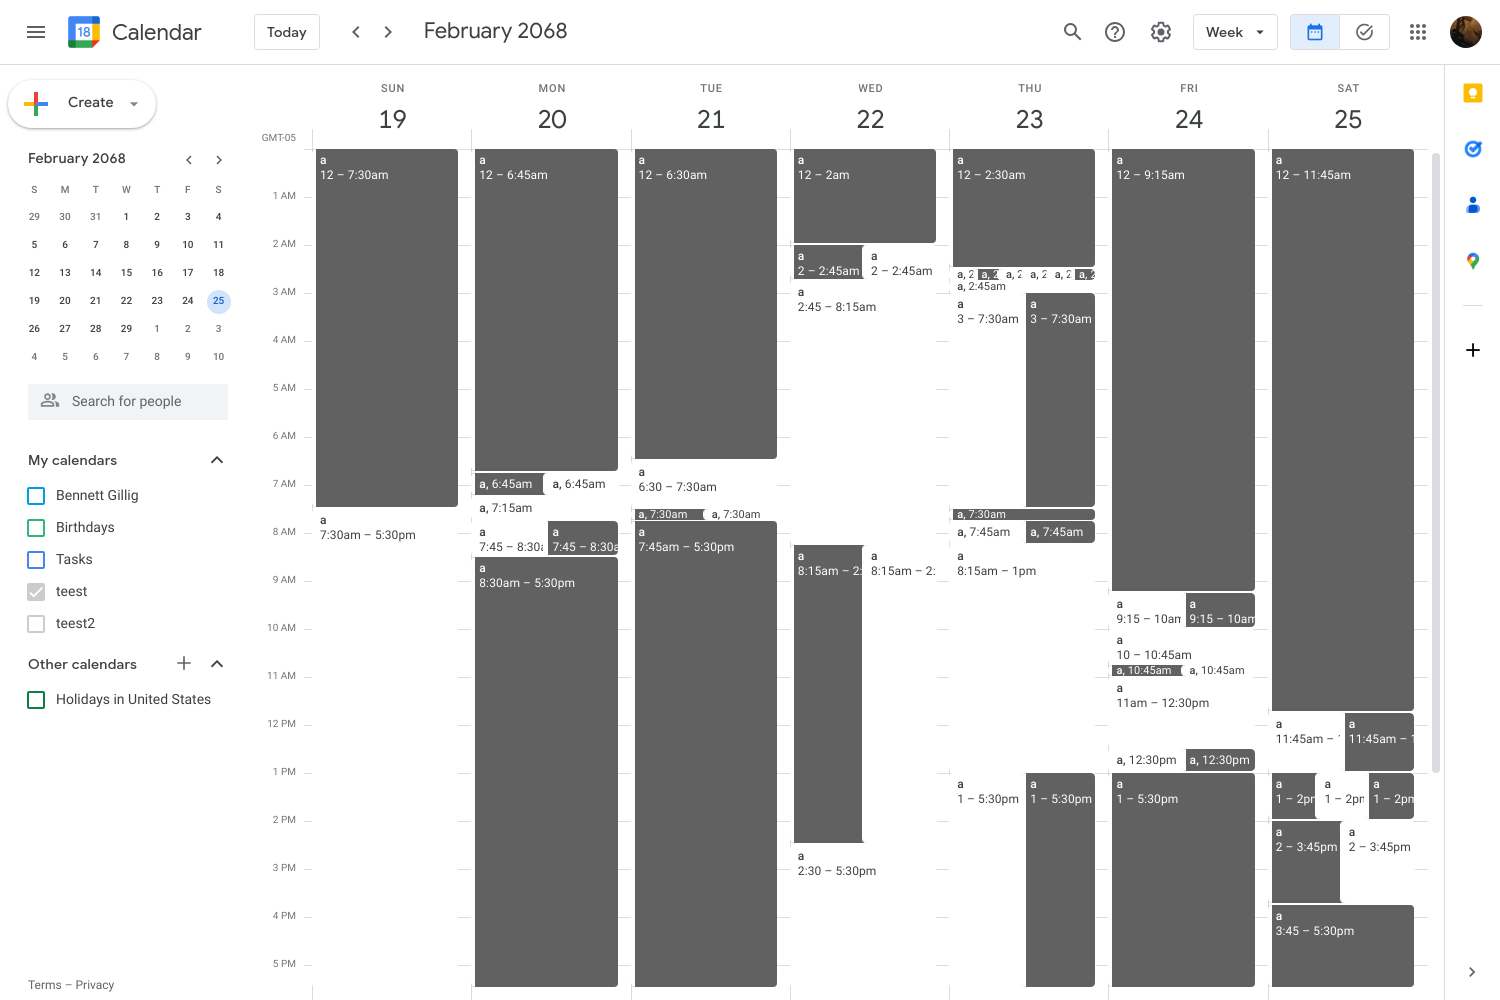 18 Calendar Today February 2068 Week
Create
February 2068
S M T W T F S
29 30 31 1 2 3 4
5 6 7 8 9 10 11
12 13 14 15 16 17 18
19 20 21 22 23 24 25
26 27 28 29 1 2 3
4 5 6 7 8 9 10
Search for people
My calendars
Bennett Gillig
Birthdays
Tasks
teest
teest2
Other calendars
Holidays in United States
Terms – Privacy
GMT-05
1 AM
2 AM
3 AM
4 AM
5 AM
6 AM
7 AM
8 AM
9 AM
10 AM
11 AM
12 PM
1 PM
2 PM
3 PM
4 PM
5 PM
SUN
19
a
12 – 7:30am
a
7:30am – 5:30pm
MON
20
a
12 – 6:45am
a, 6:45am
a, 6:45am
a, 7:15am
a
7:45 – 8:30a
a
7:45 – 8:30a
a
8:30am – 5:30pm
TUE
21
a
12 – 6:30am
a
6:30 – 7:30am
a, 7:30am
a, 7:30am
a
7:45am – 5:30pm
WED
22
a
12 – 2am
a
2 – 2:45am
a
2 – 2:45am
a
2:45 – 8:15am
a
8:15am – 2:
a
8:15am – 2:
a
2:30 – 5:30pm
THU
23
a
12 – 2:30am
a, 2
a, 2
a, 2
a, 2
a, 2
a, 2
a, 2:45am
a
3 – 7:30am
a
3 – 7:30am
a, 7:30am
a, 7:45am
a, 7:45am
a
8:15am – 1pm
a
1 – 5:30pm
a
1 – 5:30pm
FRI
24
a
12 – 9:15am
a
9:15 – 10am
a
9:15 – 10am
a
10 – 10:45am
a, 10:45am
a, 10:45am
a
11am – 12:30pm
a, 12:30pm
a, 12:30pm
a
1 – 5:30pm
SAT
25
a
12 – 11:45am
a
11:45am –
a
11:45am – 1
a
1 – 2pm
a
1 – 2pm
a
1 – 2pm
a
2 – 3:45pm
a
2 – 3:45pm
a
3:45 – 5:30pm